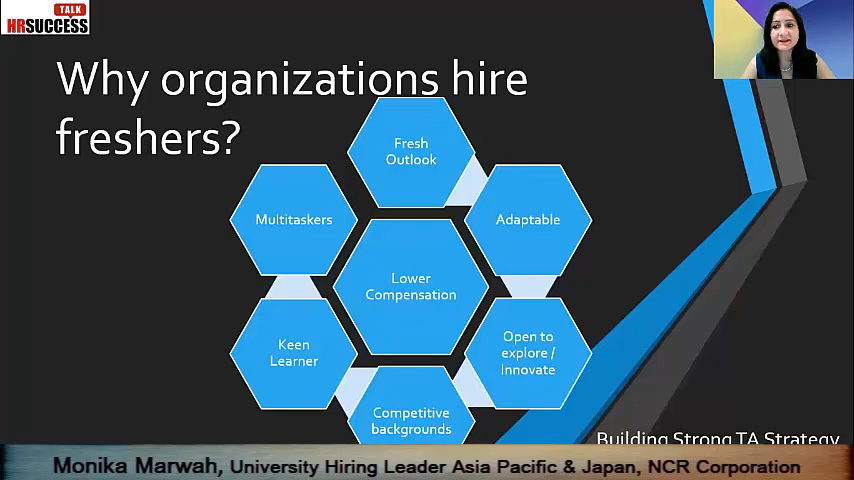 TALK
HRSUCCESS
Why organizations hire
freshers?
Fresh
Outlook
Multitaskers
Adaptable
Lower
Compensation
Keen
Learner
Open to
explore /
Innovate
Competitive
backgrounds
Building Strong TA Strategy
Monika Marwah, University Hiring Leader Asia Pacific & Japan, NCR Corporation